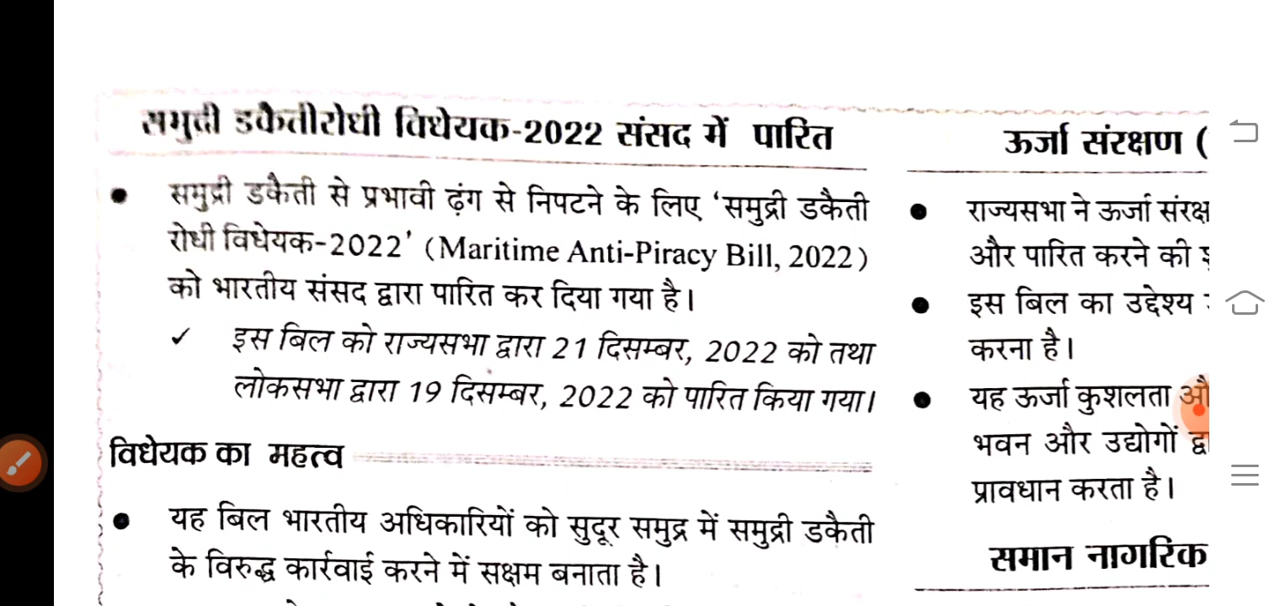 समुद्री डकैतीरोधी विधेयक-2022 संसद में पारित
समुद्री डकैती से प्रभावी ढ़ंग से निपटने के लिए ‘समुद्री डकैती
रोधी विधेयक-2022’ (Maritime Anti-Piracy Bill, 2022)
को भारतीय संसद द्वारा पारित कर दिया गया है।
✓ इस बिल को राज्यसभा द्वारा 21 दिसम्बर, 2022 को तथा
लोकसभा द्वारा 19 दिसम्बर, 2022 को पारित किया गया।
विधेयक का महत्व
यह बिल भारतीय अधिकारियों को सुदूर समुद्र में समुद्री डकैती
के विरुद्ध कार्रवाई करने में सक्षम बनाता है।
ऊर्जा संरक्षण (
राज्यसभा ने ऊर्जा संरक्ष
और पारित करने की
इस बिल का उद्देश्य
करना है।
यह ऊर्जा कुशलता औ
भवन और उद्योगों द्व
प्रावधान करता है।
समान नागरिक